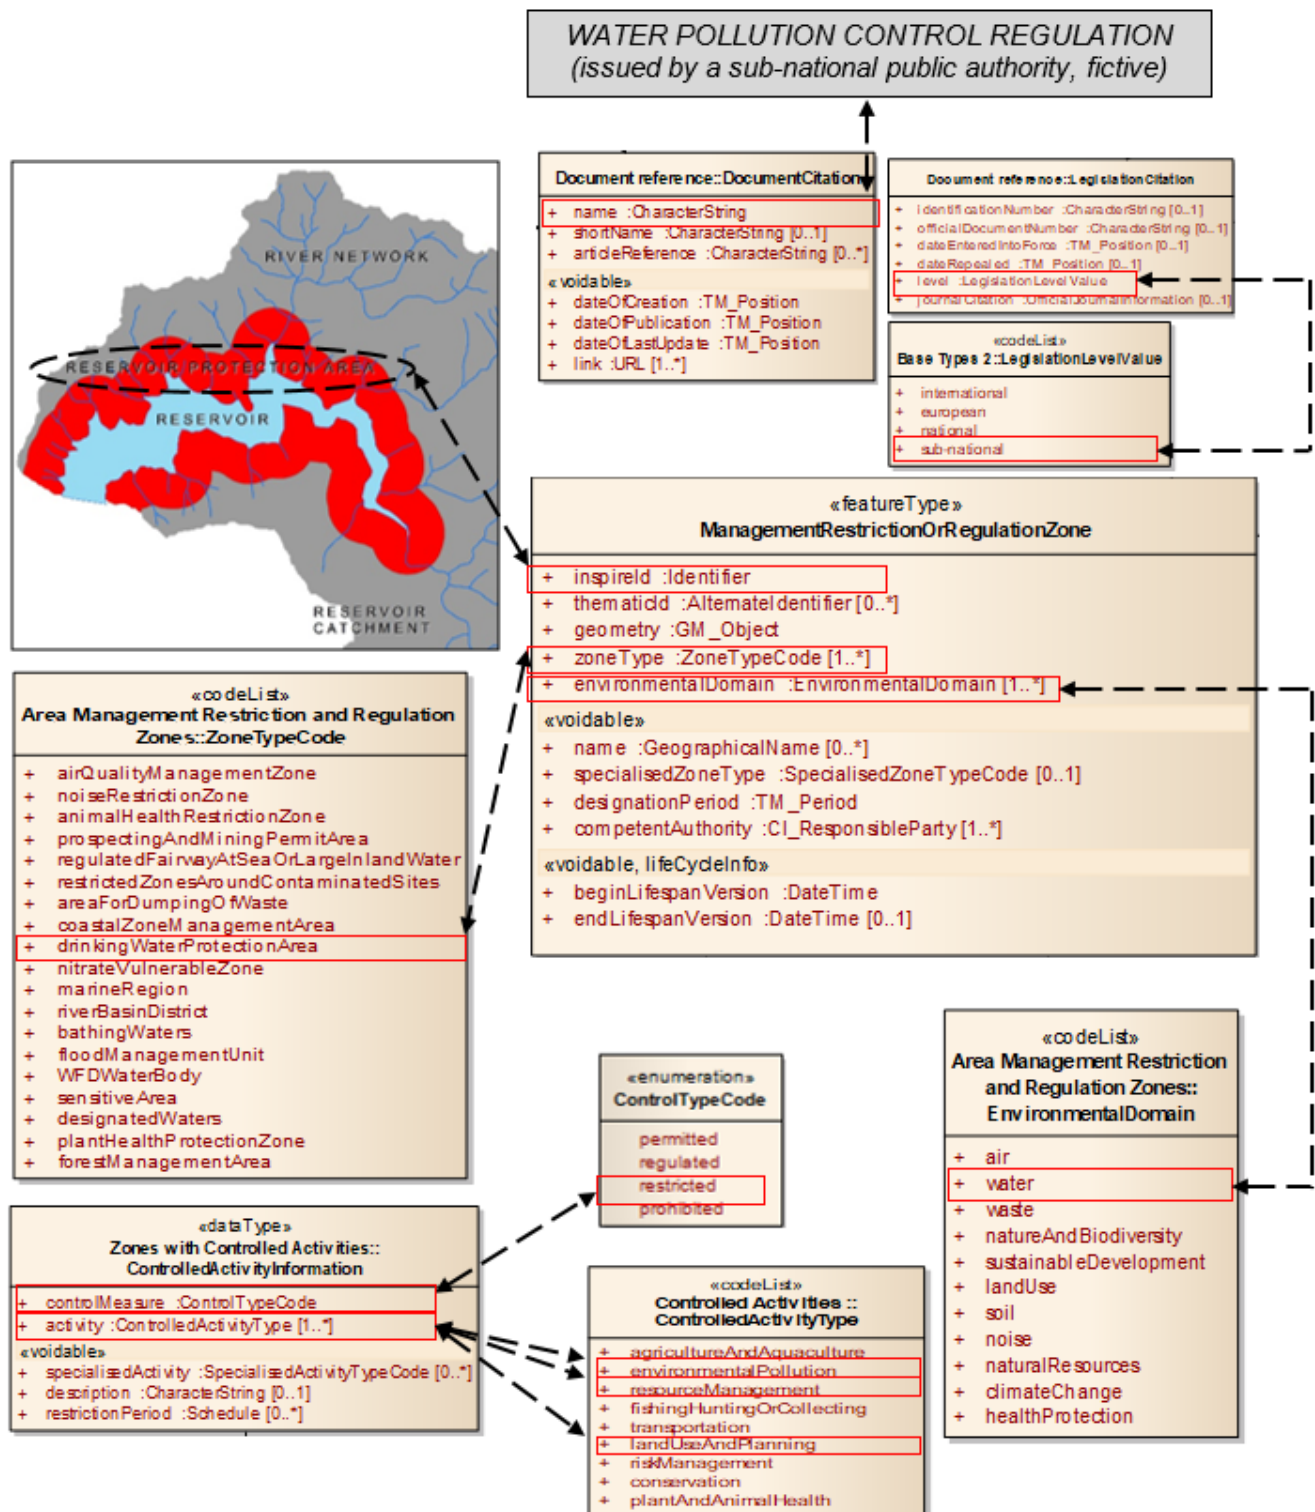 WATER POLLUTION CONTROL REGULATION
(issued by a sub-national public authority, fictive)
RIVER NETWORK
RESERVOIR PROTECTION AREA
RESERVOIR
RESERVOIR
CATCHMENT
Document reference::DocumentCitation
+ name :CharacterString
+ shortName :CharacterString [0..1]
+ articleReference :CharacterString [0..*]
«voidable»
+ dateOfCreation :TM_Position
+ dateOfPublication :TM_Position
+ dateOfLastUpdate :TM_Position
+ link :URL [1..*]
Document reference::LegislationCitation
+ identificationNumber :CharacterString [0..1]
+ officialDocumentNumber :CharacterString [0..1]
+ dateEnteredIntoForce :TM_Position [0..1]
+ dateRepealed :TM_Position [0..1]
+ level :LegislationLevelValue
+ journalCitation :OfficialJournalInformation [0..1]
«codeList»
Base Types 2::LegislationLevelValue
+ international
+ european
+ national
+ sub-national
«featureType»
ManagementRestrictionOrRegulationZone
+ inspireId :Identifier
+ thematicId :AlternateIdentifier [0..*]
+ geometry :GM_Object
+ zoneType :ZoneTypeCode [1..*]
+ environmentalDomain :EnvironmentalDomain [1..*]
«voidable»
+ name :GeographicalName [0..*]
+ specialisedZoneType :SpecialisedZoneTypeCode [0..1]
+ designationPeriod :TM_Period
+ competentAuthority :CI_ResponsibleParty [1..*]
«voidable, lifeCycleInfo»
+ beginLifespanVersion :DateTime
+ endLifespanVersion :DateTime [0..1]
«codeList»
Area Management Restriction and Regulation
Zones::ZoneTypeCode
+ airQualityManagementZone
+ noiseRestrictionZone
+ animalHealthRestrictionZone
+ prospectingAndMiningPermitArea
+ regulatedFairwayAtSeaOrLargeInlandWater
+ restrictedZonesAroundContaminatedSites
+ areaForDumpingOfWaste
+ coastalZoneManagementArea
+ drinkingWaterProtectionArea
+ nitrateVulnerableZone
+ marineRegion
+ riverBasinDistrict
+ bathingWaters
+ floodManagementUnit
+ WFDWaterBody
+ sensitiveArea
+ designatedWaters
+ plantHealthProtectionZone
+ forestManagementArea
«enumeration»
ControlTypeCode
permitted
regulated
restricted
prohibited
«codeList»
Area Management Restriction
and Regulation Zones::
EnvironmentalDomain
+ air
+ water
+ waste
+ natureAndBiodiversity
+ sustainableDevelopment
+ landUse
+ soil
+ noise
+ naturalResources
+ climateChange
+ healthProtection
«dataType»
Zones with Controlled Activities::
ControlledActivityInformation
+ controlMeasure :ControlTypeCode
+ activity :ControlledActivityType [1..*]
«voidable»
+ specialisedActivity :SpecialisedActivityTypeCode [0..*]
+ description :CharacterString [0..1]
+ restrictionPeriod :Schedule [0..*]
«codeList»
Controlled Activities ::
ControlledActivityType
+ agricultureAndAquaculture
+ environmentalPollution
+ resourceManagement
+ fishingHuntingOrCollecting
+ transportation
+ landUseAndPlanning
+ riskManagement
+ conservation
+ plantAndAnimalHealth